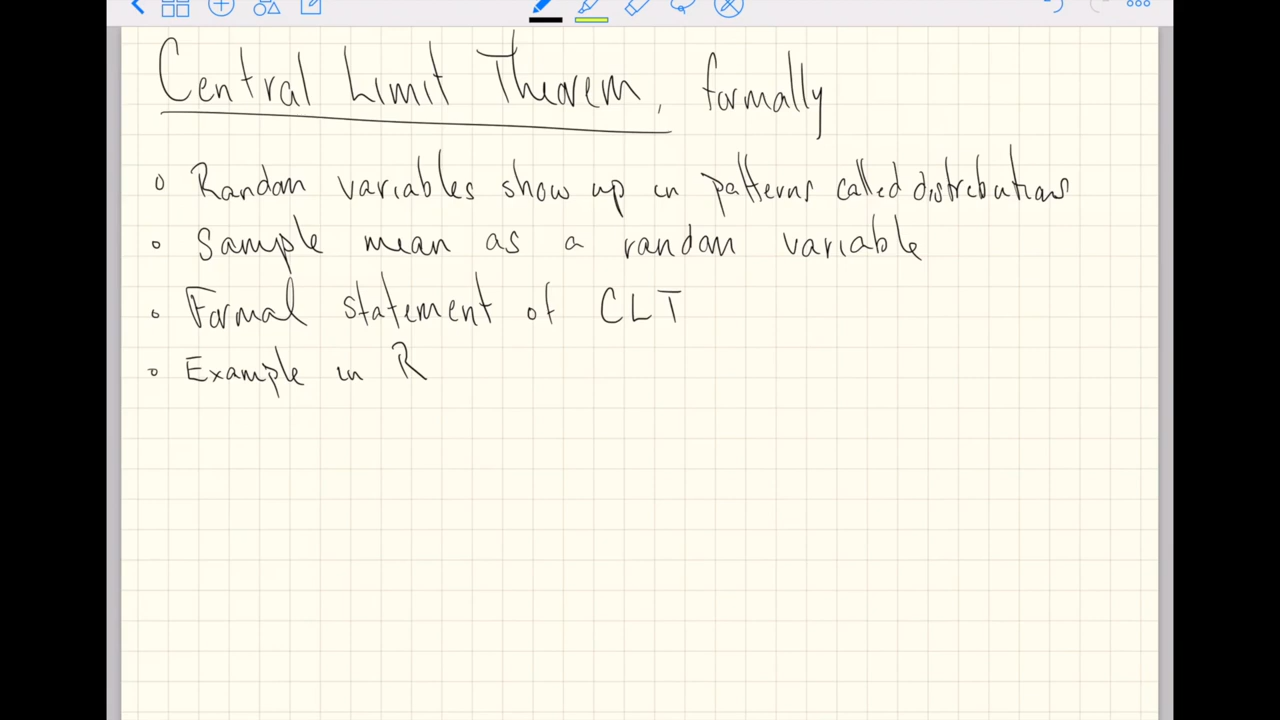 Central Limit Theorem, formally
Random variables show up in patterns called distributions
Sample mean as a random variable
Formal statement of CLT
Example in R